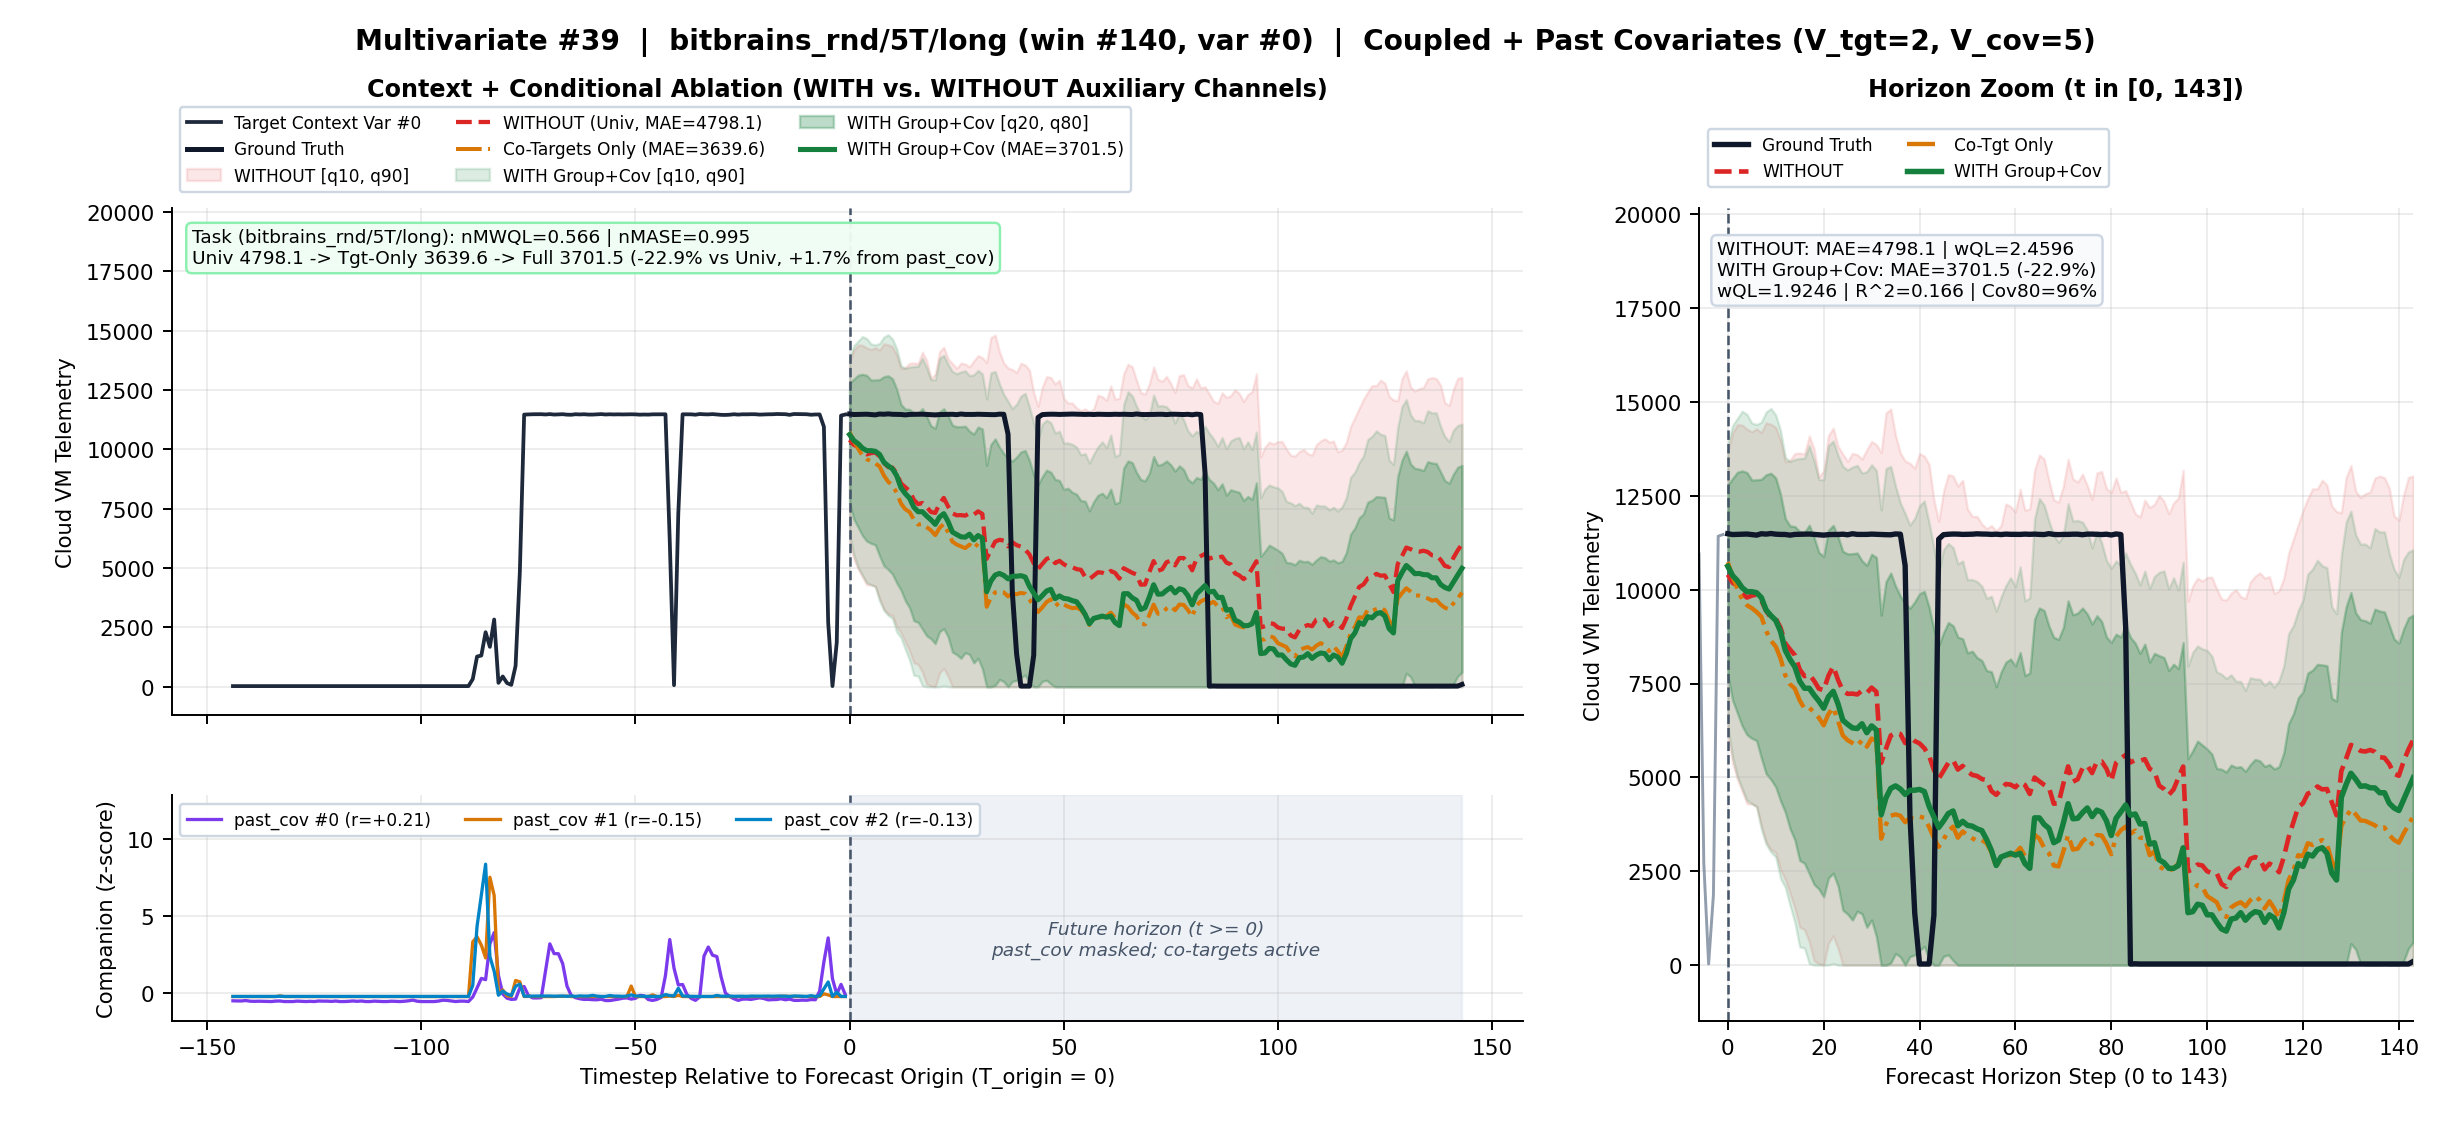 Multivariate #39 | bitbrains_rnd/5T/long (win #140, var #0) | Coupled + Past Covariates (V_tgt=2, V_cov=5)
Context + Conditional Ablation (WITH vs. WITHOUT Auxiliary Channels)
Target Context Var #0
Ground Truth
WITHOUT [q10, q90]
WITHOUT (Univ, MAE=4798.1)
Co-Targets Only (MAE=3639.6)
WITH Group+Cov [q10, q90]
WITH Group+Cov [q20, q80]
WITH Group+Cov (MAE=3701.5)
Task (bitbrains_rnd/5T/long): nMWQL=0.566 | nMASE=0.995
Univ 4798.1 -> Tgt-Only 3639.6 -> Full 3701.5 (-22.9% vs Univ, +1.7% from past_cov)
Cloud VM Telemetry
20000
17500
15000
12500
10000
7500
5000
2500
0
past_cov #0 (r=+0.21)
past_cov #1 (r=-0.15)
past_cov #2 (r=-0.13)
Companion (z-score)
10
5
0
Future horizon (t >= 0)
past_cov masked; co-targets active
−150
−100
−50
0
50
100
150
Timestep Relative to Forecast Origin (T_origin = 0)
Horizon Zoom (t in [0, 143])
Ground Truth
WITHOUT
Co-Tgt Only
WITH Group+Cov
WITHOUT: MAE=4798.1 | wQL=2.4596
WITH Group+Cov: MAE=3701.5 (-22.9%)
wQL=1.9246 | R^2=0.166 | Cov80=96%
Cloud VM Telemetry
20000
17500
15000
12500
10000
7500
5000
2500
0
0
20
40
60
80
100
120
140
Forecast Horizon Step (0 to 143)